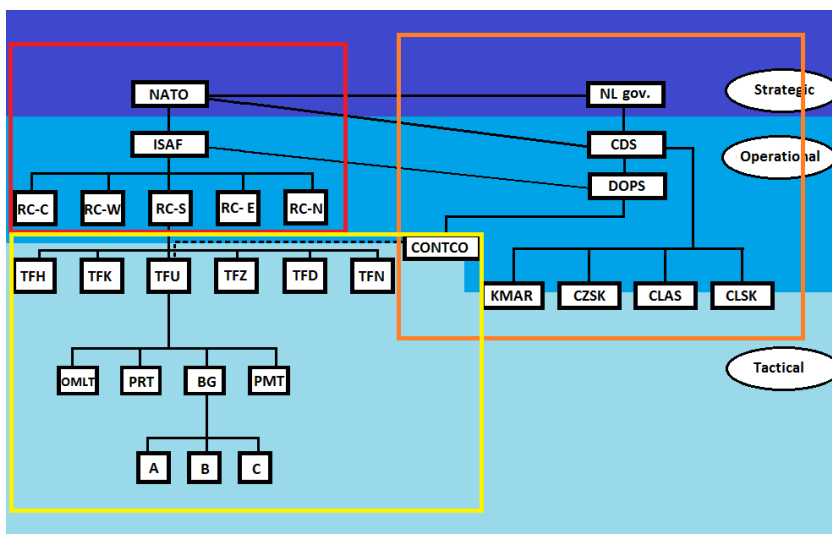 NATO
NL gov.
Strategic
ISAF
CDS
Operational
DOPS
RC-C
RC-W
RC-S
RC- E
RC-N
CONTCO
TFH
TFK
TFU
TFZ
TFD
TFN
KMAR
CZSK
CLAS
CLSK
OMLT
PRT
BG
PMT
Tactical
A
B
C